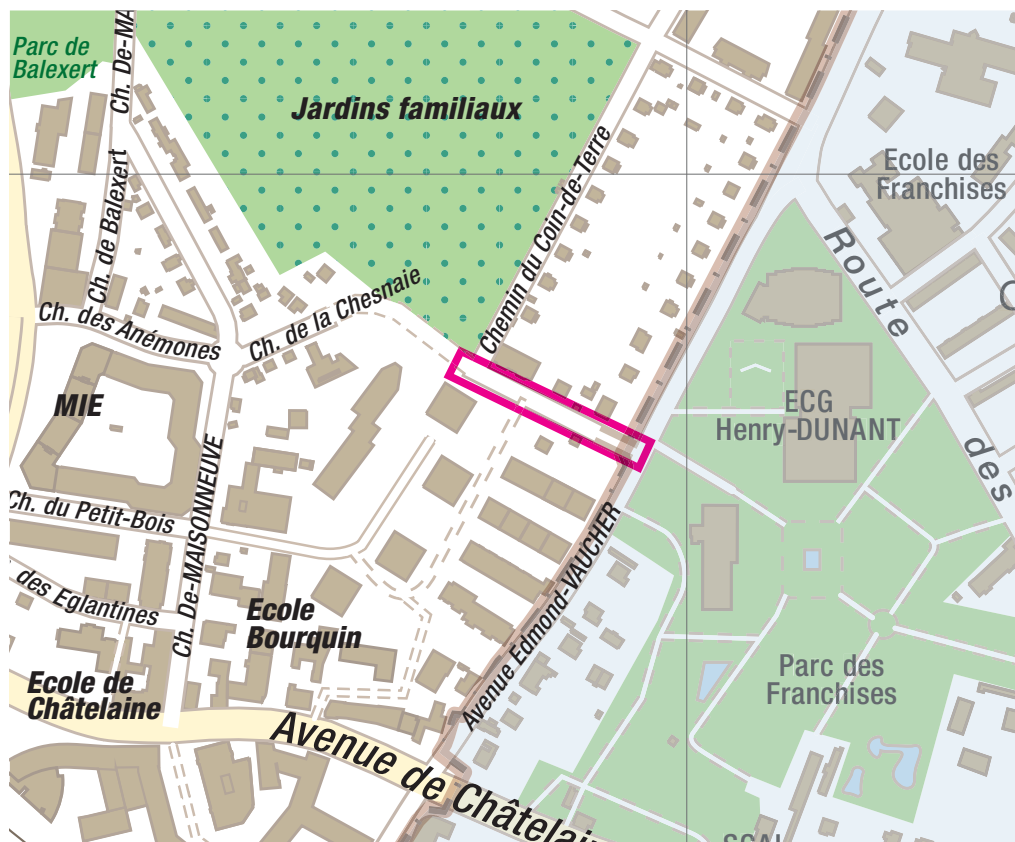 Parc de
Balexert
Ch. De-MA
Jardins familiaux
Ecole des
Franchises
Ch. de Balexert
Chemin du Coin-de-Terre
Route des
Ch. des Anémones
Ch. de la Chesnaie
MIE
ECG
Henry-DUNANT
Ch. du Petit-Bois
Ch. De-MAISONNEUVE
Avenue Edmond-VAUCHER
des Eglantines
Ecole
Bourquin
Ecole de
Châtelaine
Parc des
Franchises
Avenue de Châtelai